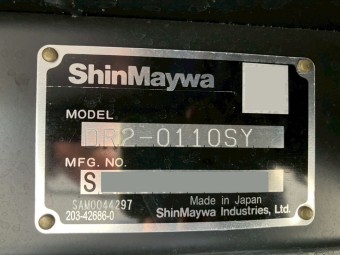 ShinMaywa
MODEL
DR2-0110SY
MFG. NO.
S
SAM0044297
203-42686-0
Made in Japan
ShinMaywa Industries, Ltd.